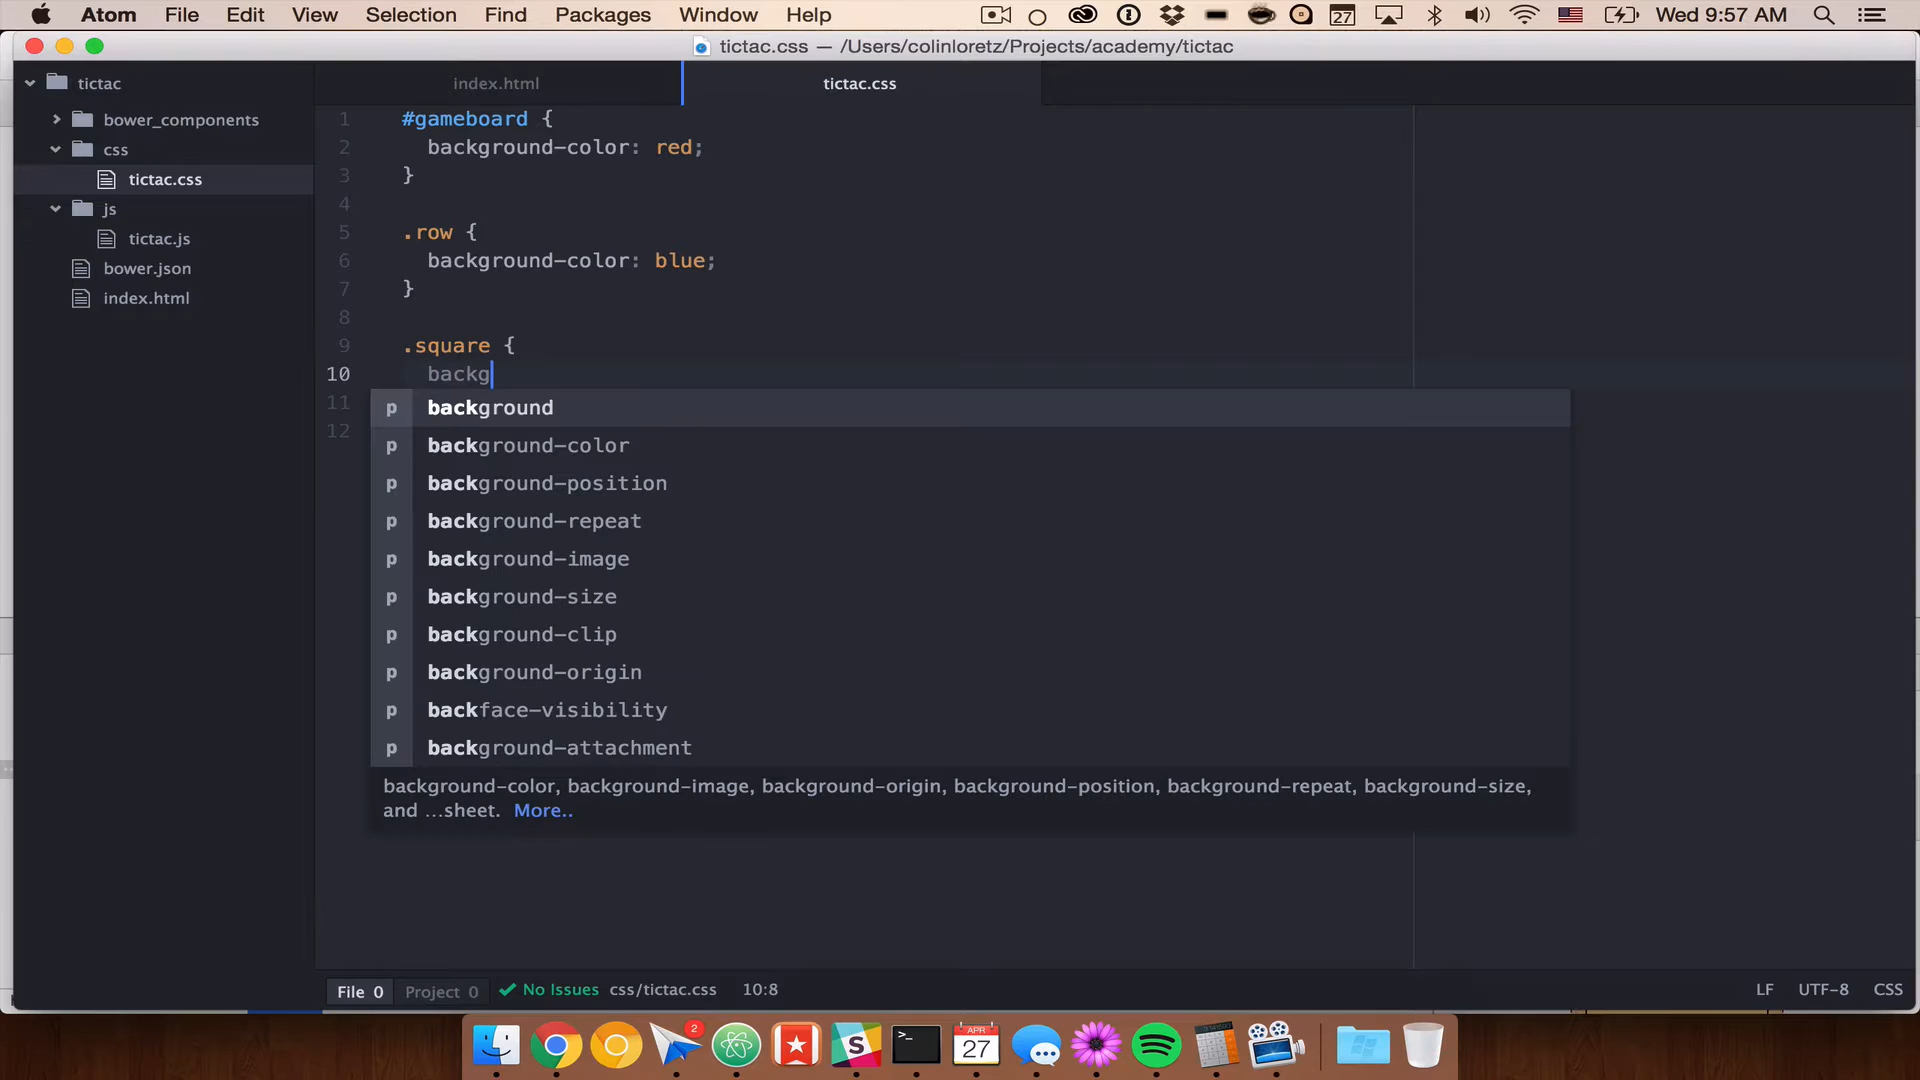 Atom File Edit View Selection Find Packages Window Help 27 Wed 9:57 AM
tictac.css — /Users/colinloretz/Projects/academy/tictac
tictac
bower_components
css
tictac.css
js
tictac.js
bower.json
index.html
index.html tictac.css
1 #gameboard {
2 background-color: red;
3 }
4
5 .row {
6 background-color: blue;
7 }
8
9 .square {
10 backg
11
12
p background
p background-color
p background-position
p background-repeat
p background-image
p background-size
p background-clip
p background-origin
p backface-visibility
p background-attachment
background-color, background-image, background-origin, background-position, background-repeat, background-size,
and …sheet. More..
File 0 Project 0 No Issues css/tictac.css 10:8 LF UTF-8 CSS
2
S
>_
APR
27